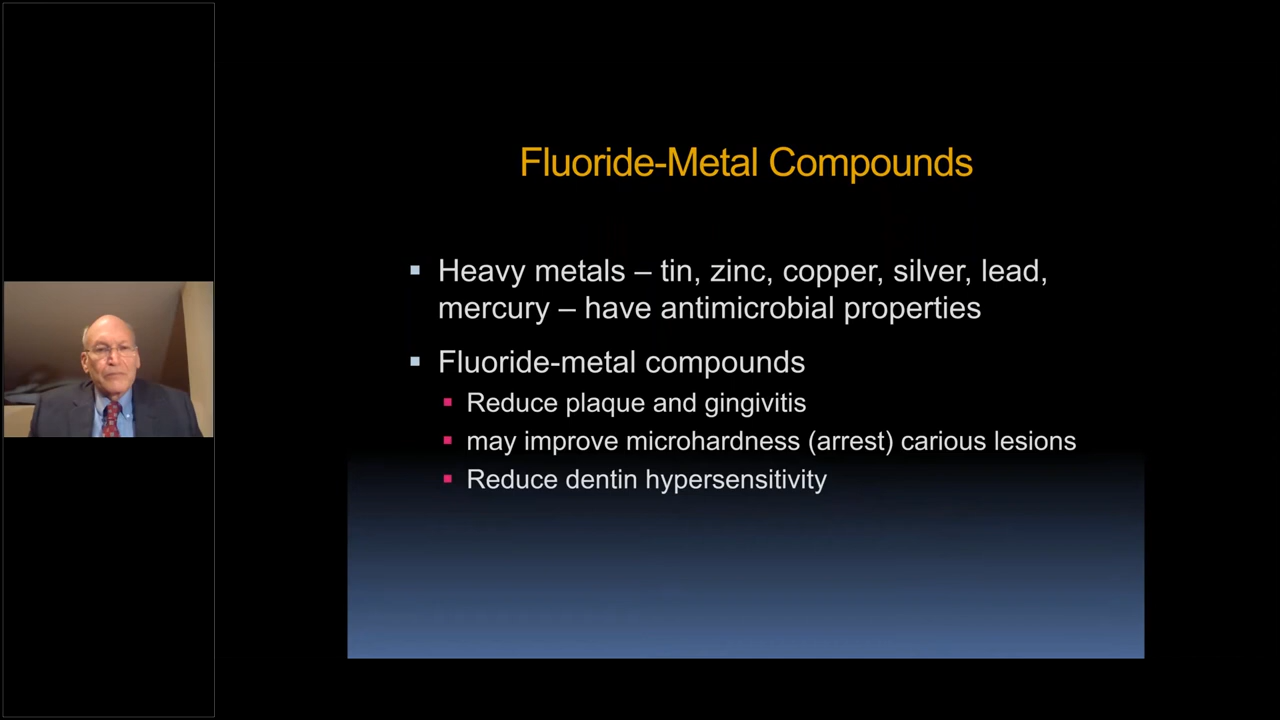 Fluoride-Metal Compounds
Heavy metals – tin, zinc, copper, silver, lead,
mercury – have antimicrobial properties
Fluoride-metal compounds
Reduce plaque and gingivitis
may improve microhardness (arrest) carious lesions
Reduce dentin hypersensitivity